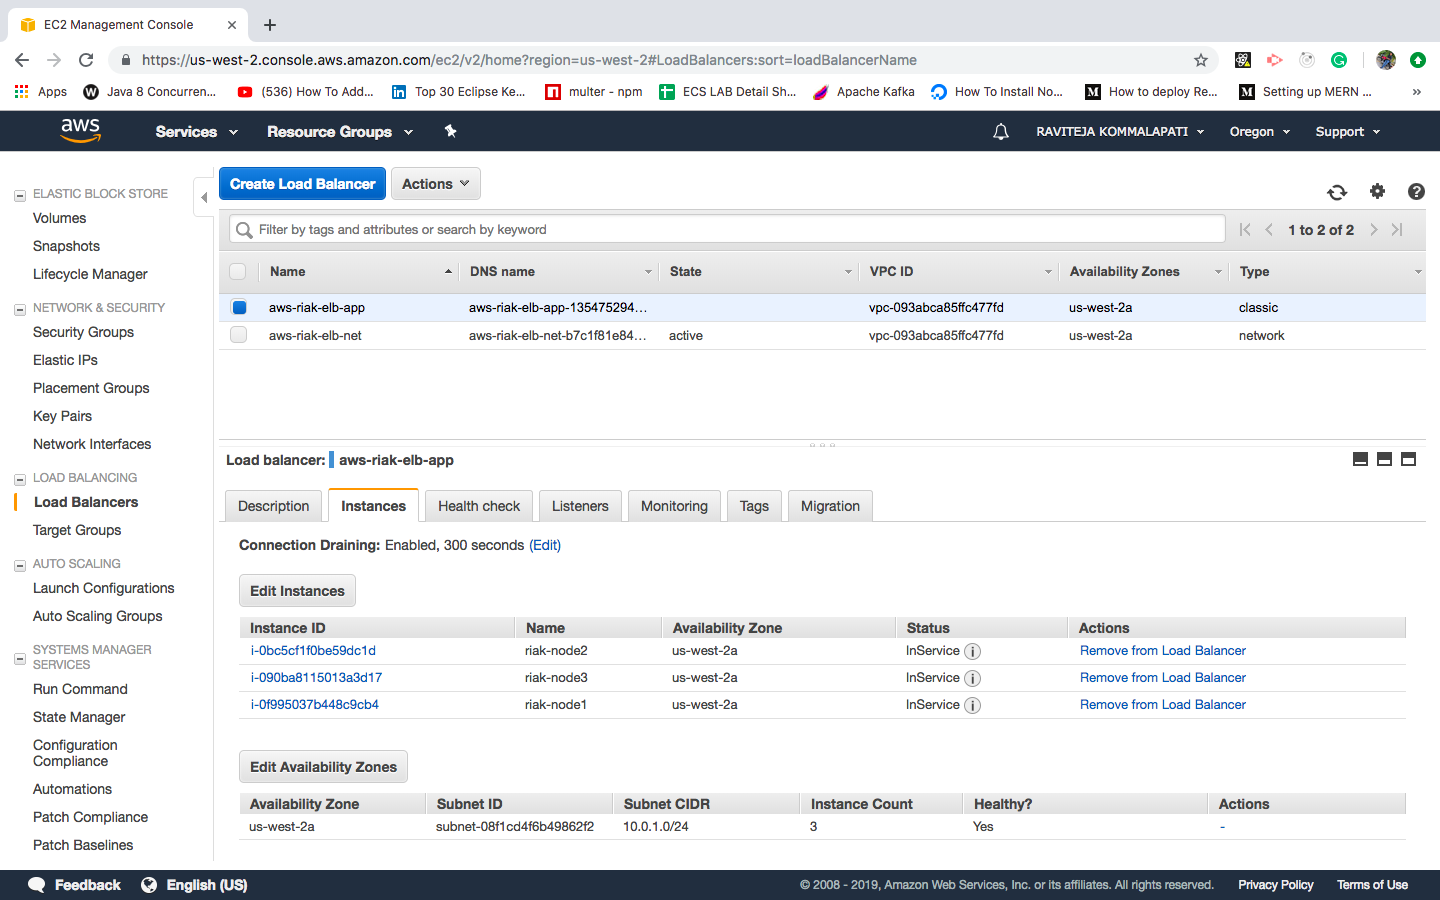 EC2 Management Console
https://us-west-2.console.aws.amazon.com/ec2/v2/home?region=us-west-2#LoadBalancers:sort=loadBalancerName
Apps
Java 8 Concurren...
(536) How To Add...
Top 30 Eclipse Ke...
multer - npm
ECS LAB Detail Sh...
Apache Kafka
How To Install No...
How to deploy Re...
Setting up MERN ...
aws
Services
Resource Groups
RAVITEJA KOMMALAPATI
Oregon
Support
ELASTIC BLOCK STORE
Volumes
Snapshots
Lifecycle Manager
NETWORK & SECURITY
Security Groups
Elastic IPs
Placement Groups
Key Pairs
Network Interfaces
LOAD BALANCING
Load Balancers
Target Groups
AUTO SCALING
Launch Configurations
Auto Scaling Groups
SYSTEMS MANAGER
SERVICES
Run Command
State Manager
Configuration
Compliance
Automations
Patch Compliance
Patch Baselines
Create Load Balancer
Actions
Filter by tags and attributes or search by keyword
1 to 2 of 2
Name DNS name State VPC ID Availability Zones Type
aws-riak-elb-app aws-riak-elb-app-135475294... vpc-093abca85ffc477fd us-west-2a classic
aws-riak-elb-net aws-riak-elb-net-b7c1f81e84... active vpc-093abca85ffc477fd us-west-2a network
Load balancer: aws-riak-elb-app
Description Instances Health check Listeners Monitoring Tags Migration
Connection Draining: Enabled, 300 seconds (Edit)
Edit Instances
Instance ID Name Availability Zone Status Actions
i-0bc5cf1f0be59dc1d riak-node2 us-west-2a InService Remove from Load Balancer
i-090ba8115013a3d17 riak-node3 us-west-2a InService Remove from Load Balancer
i-0f995037b448c9cb4 riak-node1 us-west-2a InService Remove from Load Balancer
Edit Availability Zones
Availability Zone Subnet ID Subnet CIDR Instance Count Healthy? Actions
us-west-2a subnet-08f1cd4f6b49862f2 10.0.1.0/24 3 Yes -
Feedback
English (US)
© 2008 - 2019, Amazon Web Services, Inc. or its affiliates. All rights reserved.
Privacy Policy
Terms of Use